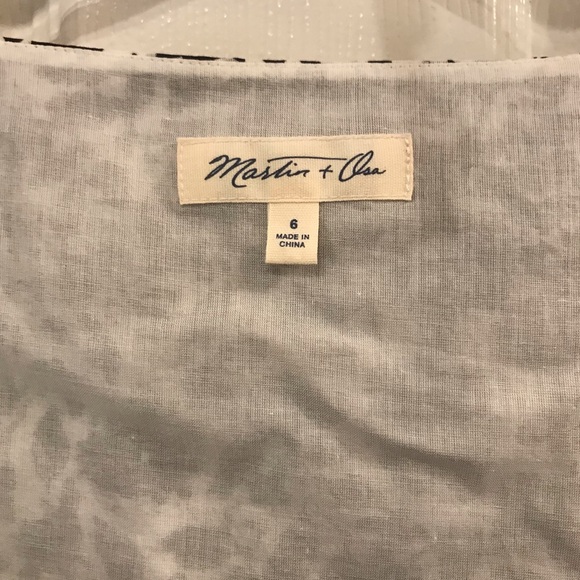 Martin + Osa
6
MADE IN
CHINA